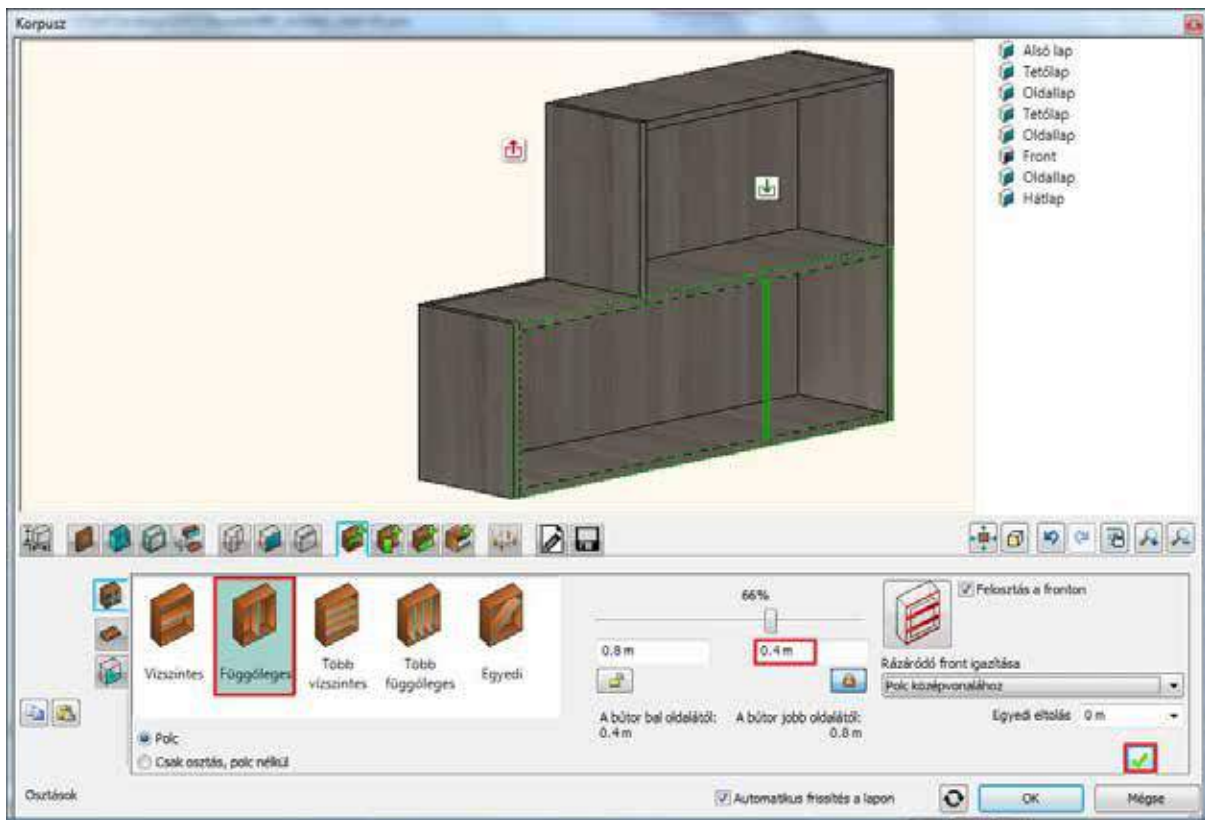 Korpusz
Alsó lap
Tetőlap
Oldallap
Tetőlap
Oldallap
Front
Oldallap
Hátlap
Vízszintes
Függőleges
Több vízszintes
Több függőleges
Egyedi
Polc
Csak osztás, polc nélkül
66%
0.8 m
0.4 m
A bútor bal oldalától:
0.4 m
A bútor jobb oldalától:
0.8 m
Felosztás a fronton
Rázáródó front igazítása
Polc középvonalához
Egyedi eltolás 0 m
Osztások
Automatikus frissítés a lapon
OK
Mégse